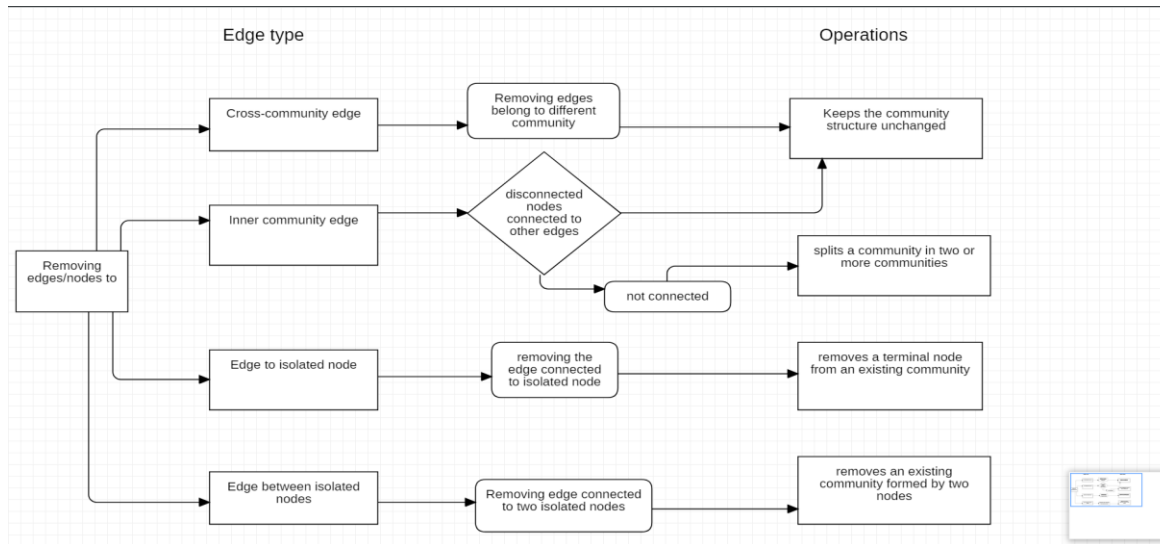 Edge type
Operations
Cross-community edge
Removing edges
belong to different
community
Keeps the community
structure unchanged
Inner community edge
disconnected
nodes
connected to
other edges
Removing
edges/nodes to
splits a community in two or
more communities
not connected
Edge to isolated node
removing the
edge connected
to isolated node
removes a terminal node
from an existing community
Edge between isolated
nodes
Removing edge connected
to two isolated nodes
removes an existing
community formed by two
nodes